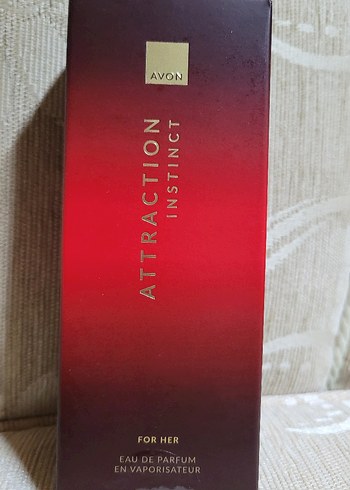 AVON
ATTRACTION
INSTINCT
FOR HER
EAU DE PARFUM
EN VAPORISATEUR